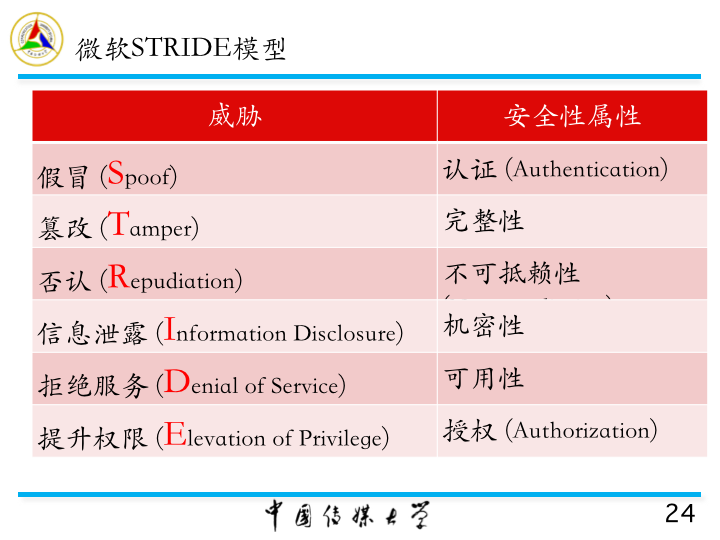 微软STRIDE模型
威胁 安全性属性
假冒 (Spoof) 认证 (Authentication)
篡改 (Tamper) 完整性
否认 (Repudiation) 不可抵赖性
信息泄露 (Information Disclosure) 机密性
拒绝服务 (Denial of Service) 可用性
提升权限 (Elevation of Privilege) 授权 (Authorization)
中国传媒大学
24